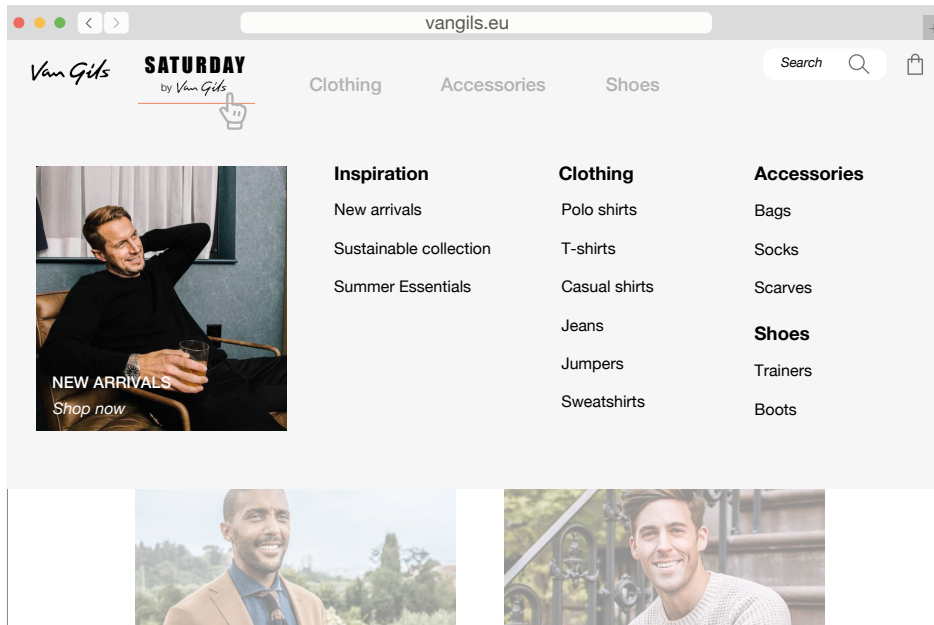 vangils.eu
Van Gils
SATURDAY
by Van Gils
Clothing
Accessories
Shoes
Search
Inspiration
New arrivals
Sustainable collection
Summer Essentials
Clothing
Polo shirts
T-shirts
Casual shirts
Jeans
Jumpers
Sweatshirts
Accessories
Bags
Socks
Scarves
Shoes
Trainers
Boots
NEW ARRIVALS
Shop now